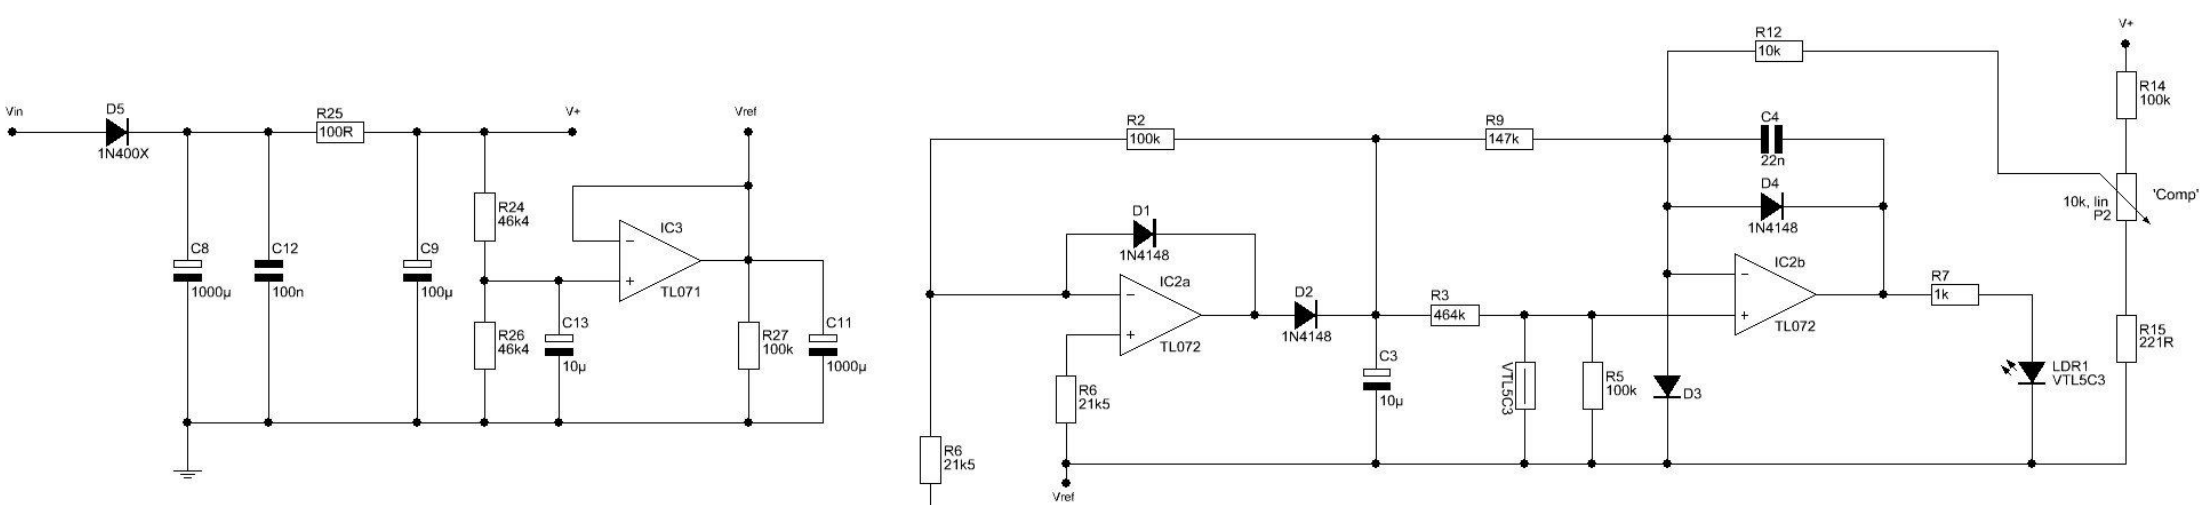 Vin
D5
1N400X
R25
100R
V+
Vref
C8
1000µ
C12
100n
C9
100µ
R24
46k4
R26
46k4
C13
10µ
IC3
TL071
R27
100k
C11
1000µ
R2
100k
R9
147k
R12
10k
C4
22n
D4
1N4148
D1
1N4148
IC2a
TL072
D2
1N4148
R3
464k
IC2b
TL072
R7
1k
R6
21k5
R6
21k5
C3
10µ
VTL5C3
R5
100k
D3
LDR1
VTL5C3
V+
R14
100k
10k, lin
P2
'Comp'
R15
221R
Vref